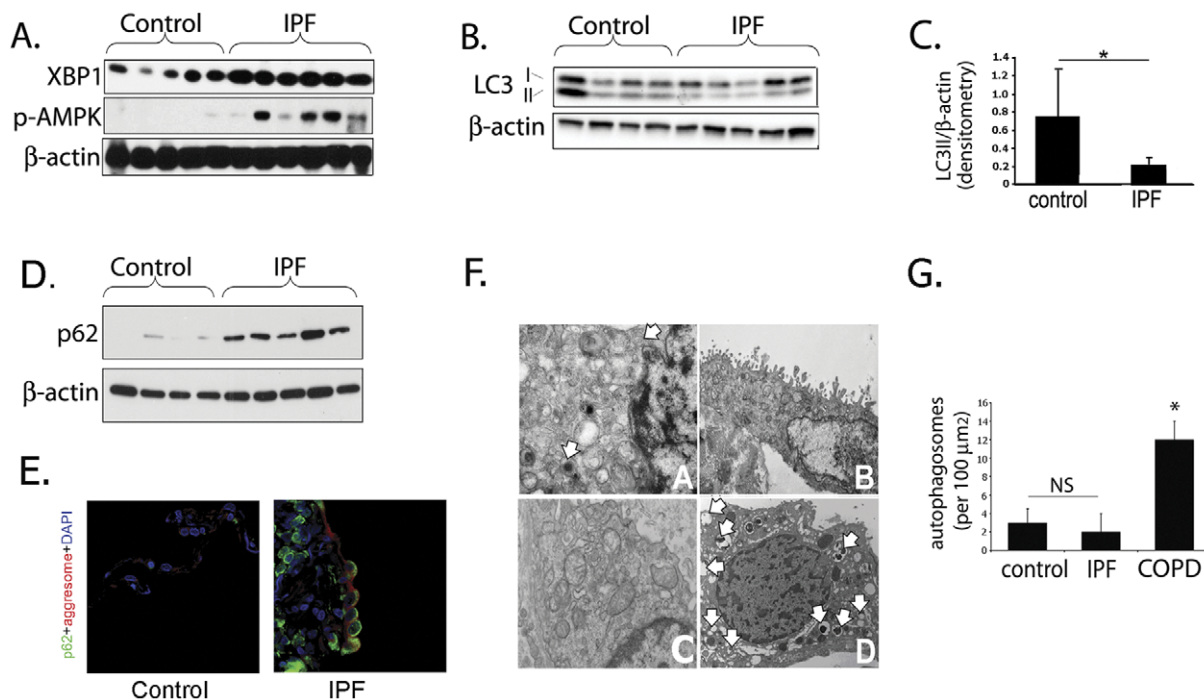 A.
Control IPF
XBP1
p-AMPK
β-actin
B.
Control IPF
LC3
I
II
β-actin
C.
LC3II/β-actin
(densitometry)
1.4
1.2
1.0
0.8
0.6
0.4
0.2
0
*
control IPF
D.
Control IPF
p62
β-actin
E.
p62+aggresome+DAPI
Control IPF
F.
A
B
C
D
G.
autophagosomes
(per 100 μm2)
16
14
12
10
8
6
4
2
0
NS
*
control IPF COPD